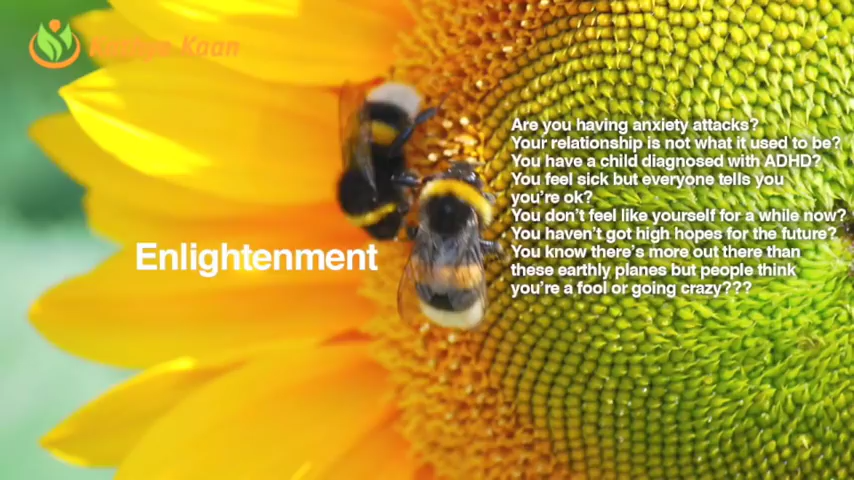 Koan
Are you having anxiety attacks?
Your relationship is not what it used to be?
You have a child diagnosed with ADHD?
You feel sick but everyone tells you
you're ok?
You don't feel like yourself for a while now?
You haven't got high hopes for the future?
You know there's more out there than
these earthly planes but people think
you're a fool or going crazy???
Enlightenment